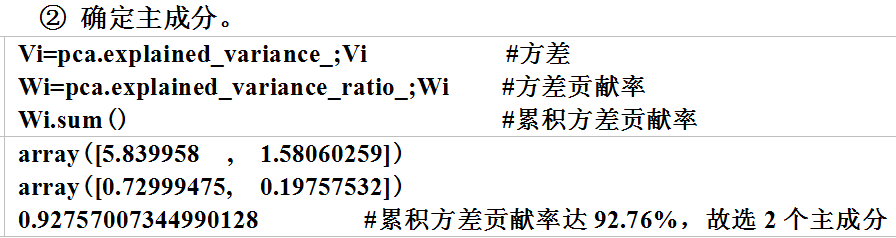 ② 确定主成分。
Vi=pca.explained_variance_;Vi #方差
Wi=pca.explained_variance_ratio_;Wi #方差贡献率
Wi.sum() #累积方差贡献率
array([5.839958 , 1.58060259])
array([0.72999475, 0.19757532])
0.92757007344990128 #累积方差贡献率达 92.76%，故选 2 个主成分